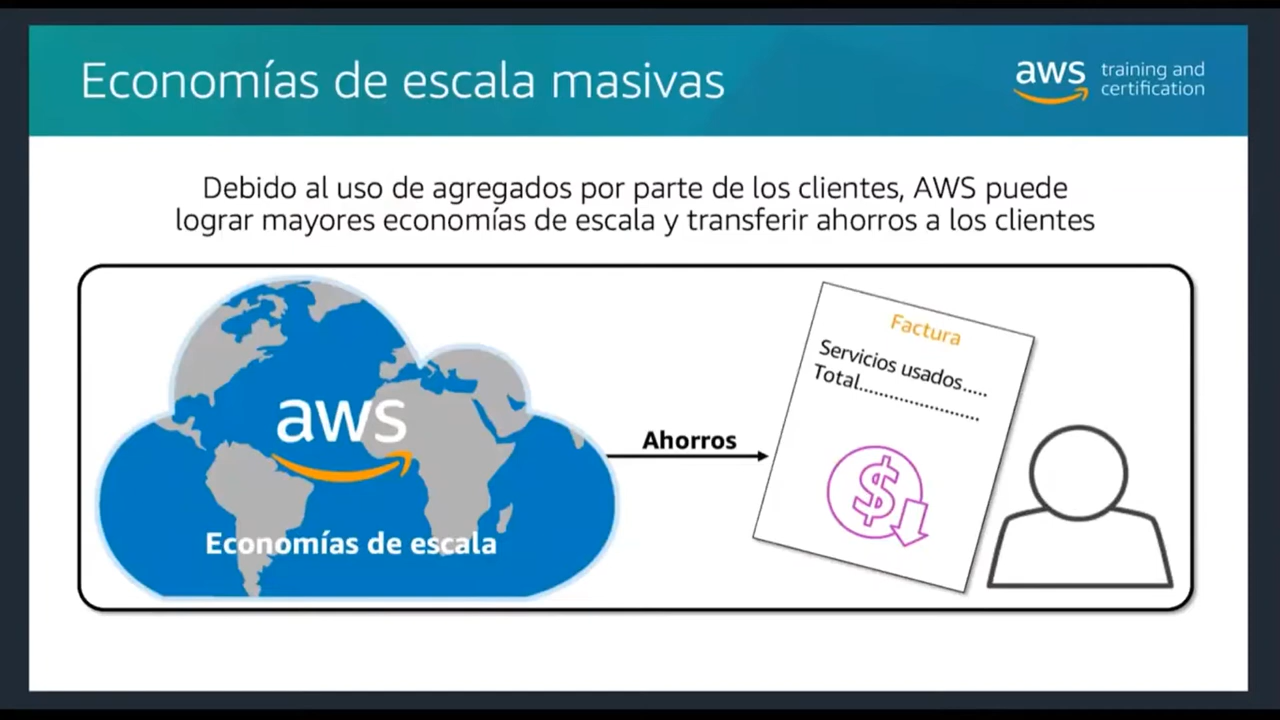 Economías de escala masivas
aws training and
certification
Debido al uso de agregados por parte de los clientes, AWS puede
lograr mayores economías de escala y transferir ahorros a los clientes
aws
Economías de escala
Ahorros
Factura
Servicios usados.....
Total.......................
$